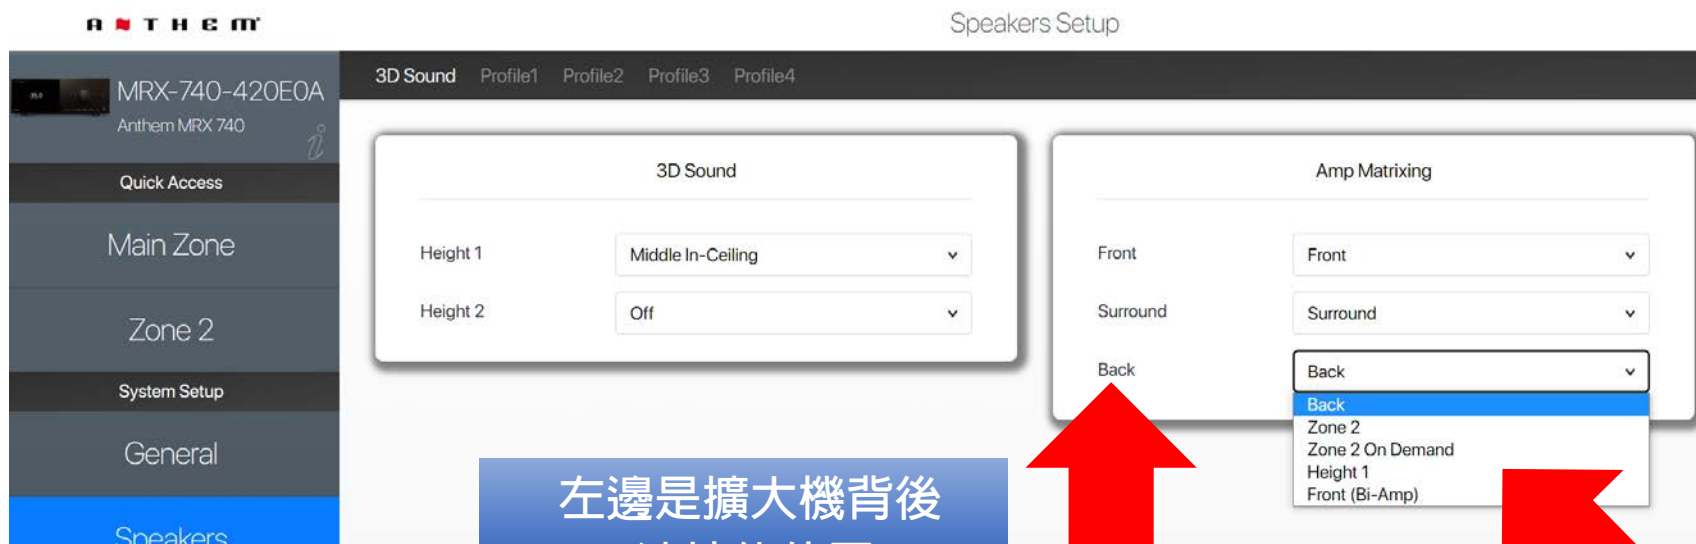 ANTHEM
Speakers Setup
MRX-740-420E0A
Anthem MRX 740
3D Sound Profile1 Profile2 Profile3 Profile4
Quick Access
Main Zone
Zone 2
System Setup
General
Speakers
3D Sound
Height 1 Middle In-Ceiling
Height 2 Off
Amp Matrixing
Front Front
Surround Surround
Back Back
Back
Zone 2
Zone 2 On Demand
Height 1
Front (Bi-Amp)
左邊是擴大機背後